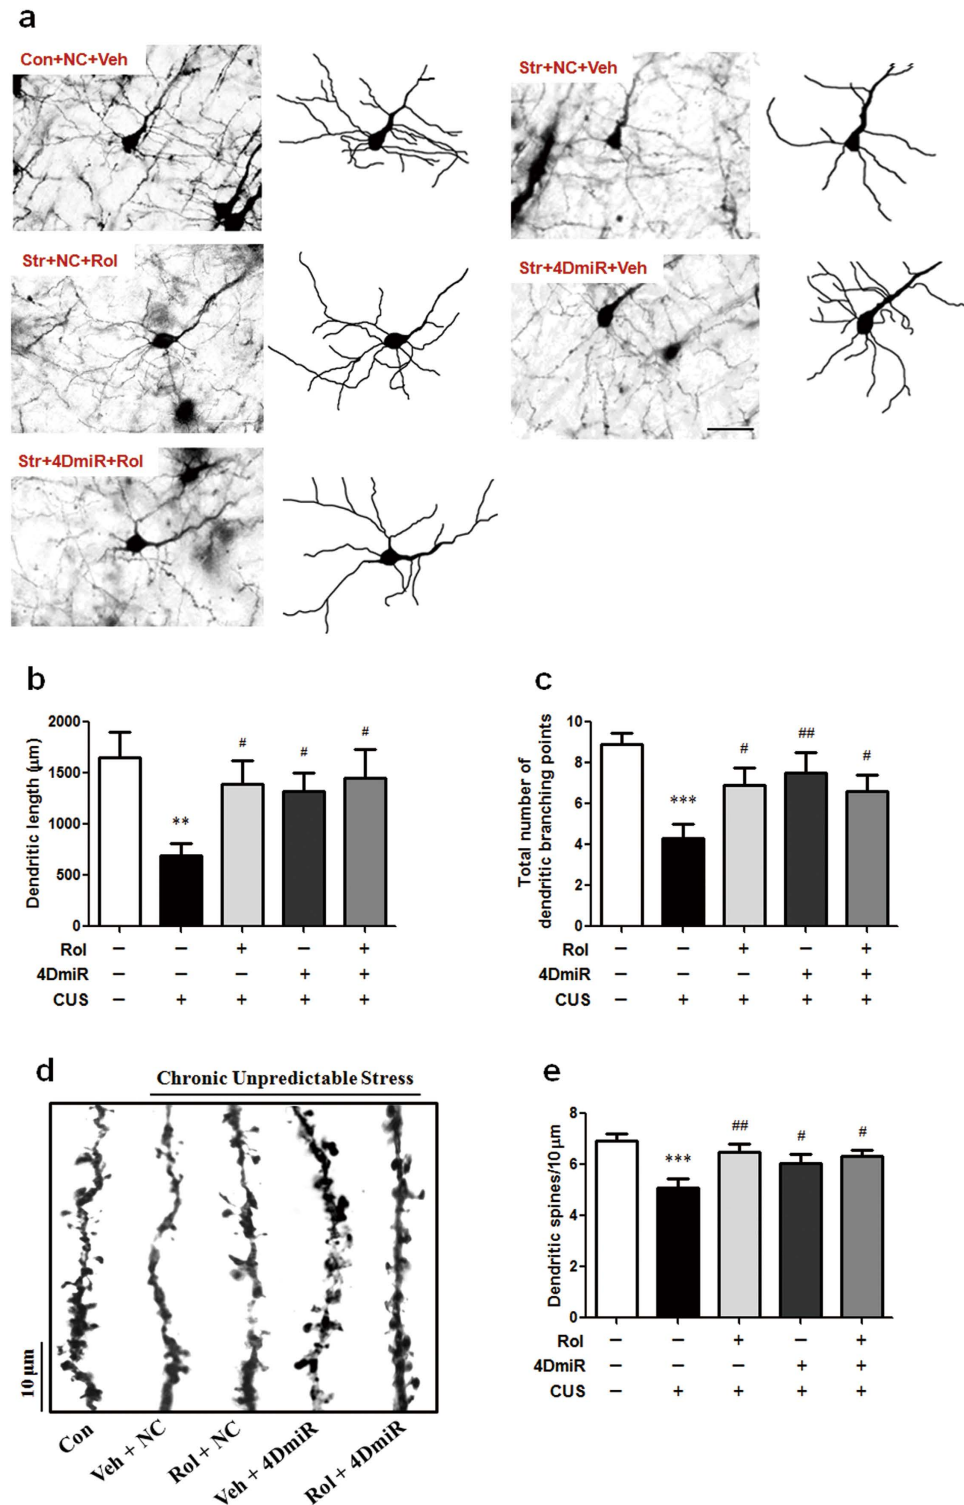 a
Con+NC+Veh
Str+NC+Veh
Str+NC+Rol
Str+4DmiR+Veh
Str+4DmiR+Rol
b
Dendritic length (µm)
2000
1500
1000
500
0
**
#
#
#
Rol − − + − +
4DmiR − − − + +
CUS − + + + +
c
Total number of
dendritic branching points
10
8
6
4
2
0
***
#
##
#
Rol − − + − +
4DmiR − − − + +
CUS − + + + +
d
Chronic Unpredictable Stress
10 µm
Con
Veh + NC
Rol + NC
Veh + 4DmiR
Rol + 4DmiR
e
Dendritic spines/10µm
8
6
4
2
0
***
##
#
#
Rol − − + − +
4DmiR − − − + +
CUS − + + + +